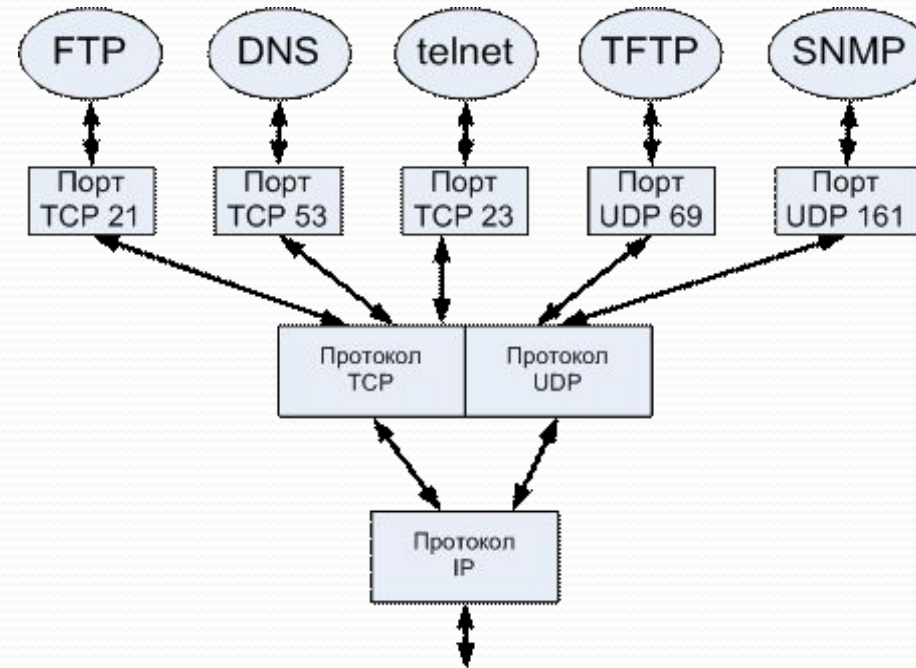 FTP
DNS
telnet
TFTP
SNMP
Порт
TCP 21
Порт
TCP 53
Порт
TCP 23
Порт
UDP 69
Порт
UDP 161
Протокол
TCP
Протокол
UDP
Протокол
IP